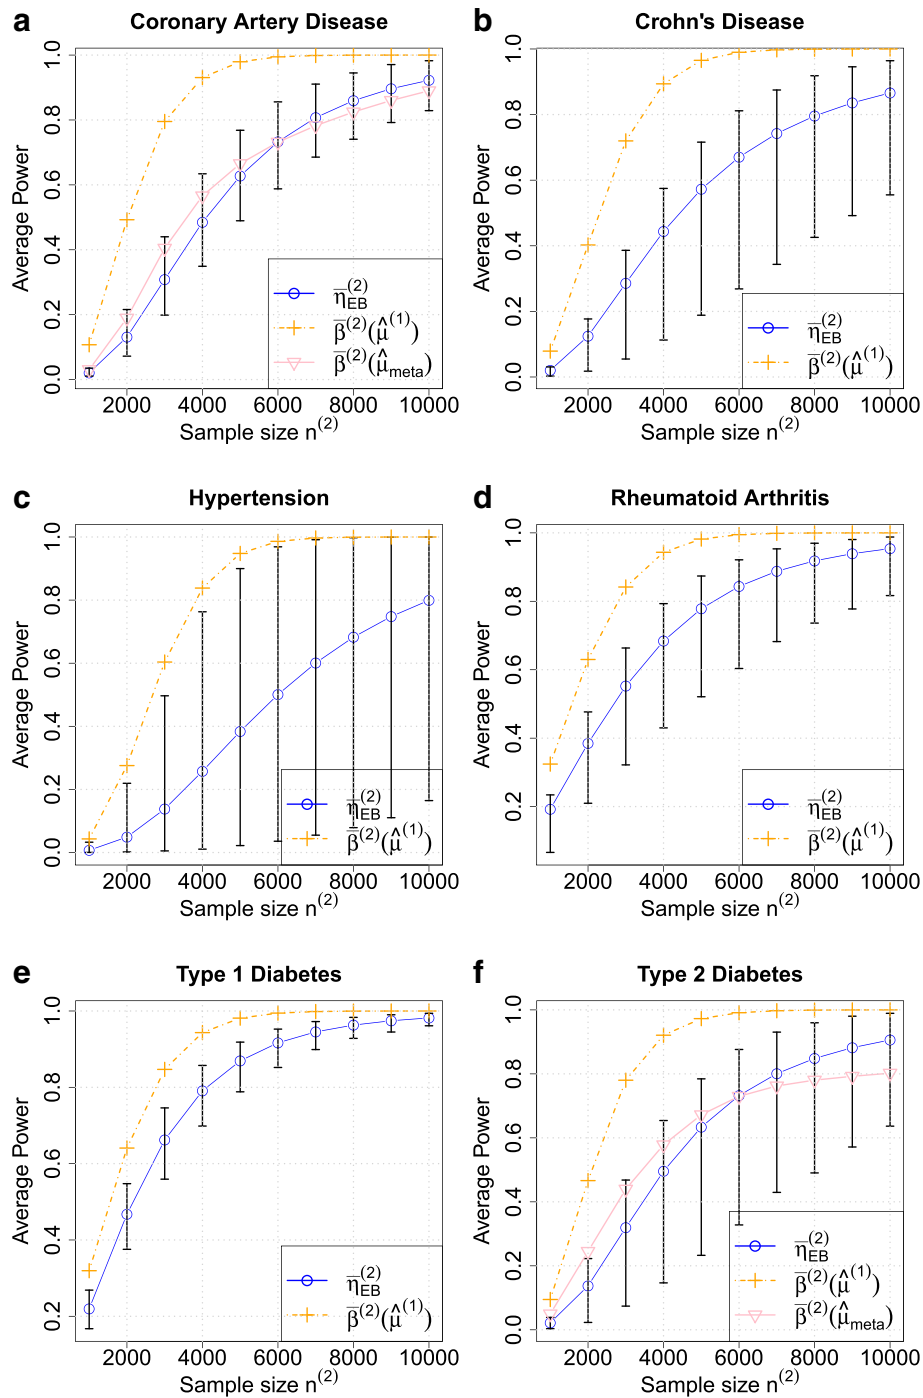 a Coronary Artery Disease
Average Power
0.0 0.2 0.4 0.6 0.8 1.0
η̅_EB^(2)
β̅^(2)(μ̂^(1))
β̅^(2)(μ̂_meta)
2000 4000 6000 8000 10000
Sample size n^(2)
b Crohn's Disease
Average Power
0.0 0.2 0.4 0.6 0.8 1.0
η̅_EB^(2)
β̅^(2)(μ̂^(1))
2000 4000 6000 8000 10000
Sample size n^(2)
c Hypertension
Average Power
0.0 0.2 0.4 0.6 0.8 1.0
η̅_EB^(2)
β̅^(2)(μ̂^(1))
2000 4000 6000 8000 10000
Sample size n^(2)
d Rheumatoid Arthritis
Average Power
0.2 0.4 0.6 0.8 1.0
η̅_EB^(2)
β̅^(2)(μ̂^(1))
2000 4000 6000 8000 10000
Sample size n^(2)
e Type 1 Diabetes
Average Power
0.2 0.4 0.6 0.8 1.0
η̅_EB^(2)
β̅^(2)(μ̂^(1))
2000 4000 6000 8000 10000
Sample size n^(2)
f Type 2 Diabetes
Average Power
0.0 0.2 0.4 0.6 0.8 1.0
η̅_EB^(2)
β̅^(2)(μ̂^(1))
β̅^(2)(μ̂_meta)
2000 4000 6000 8000 10000
Sample size n^(2)